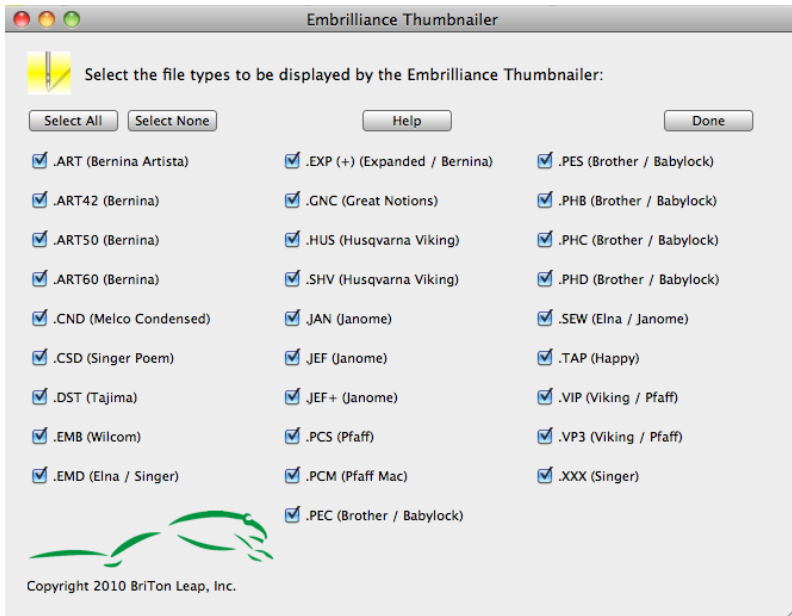 Embrilliance Thumbnailer
Select the file types to be displayed by the Embrilliance Thumbnailer:
Select All
Select None
Help
Done
.ART (Bernina Artista)
.ART42 (Bernina)
.ART50 (Bernina)
.ART60 (Bernina)
.CND (Melco Condensed)
.CSD (Singer Poem)
.DST (Tajima)
.EMB (Wilcom)
.EMD (Elna / Singer)
.EXP (+) (Expanded / Bernina)
.GNC (Great Notions)
.HUS (Husqvarna Viking)
.SHV (Husqvarna Viking)
.JAN (Janome)
.JEF (Janome)
.JEF+ (Janome)
.PCS (Pfaff)
.PCM (Pfaff Mac)
.PEC (Brother / Babylock)
.PES (Brother / Babylock)
.PHB (Brother / Babylock)
.PHC (Brother / Babylock)
.PHD (Brother / Babylock)
.SEW (Elna / Janome)
.TAP (Happy)
.VIP (Viking / Pfaff)
.VP3 (Viking / Pfaff)
.XXX (Singer)
Copyright 2010 BriTon Leap, Inc.